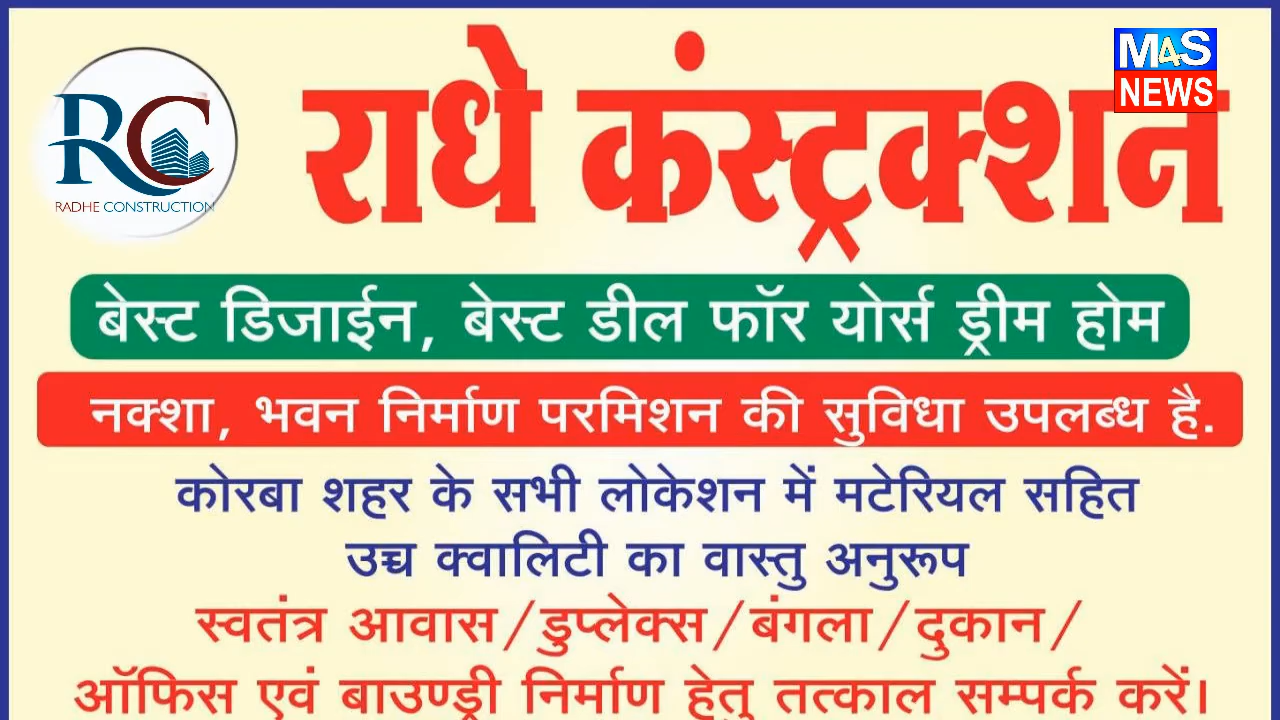 राधे कंस्ट्रक्शन
M4S
NEWS
RC
RADHE CONSTRUCTION
बेस्ट डिजाईन, बेस्ट डील फॉर योर्स ड्रीम होम
नक्शा, भवन निर्माण परमिशन की सुविधा उपलब्ध है.
कोरबा शहर के सभी लोकेशन में मटेरियल सहित
उच्च क्वालिटी का वास्तु अनुरूप
स्वतंत्र आवास/डुप्लेक्स/बंगला/दुकान/
ऑफिस एवं बाउण्ड्री निर्माण हेतु तत्काल सम्पर्क करें।